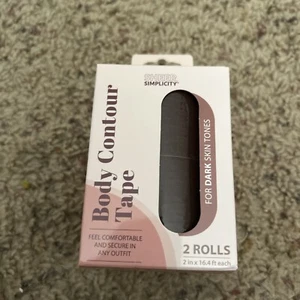 SHEER
SIMPLICITY
Body Contour
Tape
FEEL COMFORTABLE
AND SECURE IN
ANY OUTFIT
FOR DARK SKIN TONES
2 ROLLS
2 in x 16.4 ft each